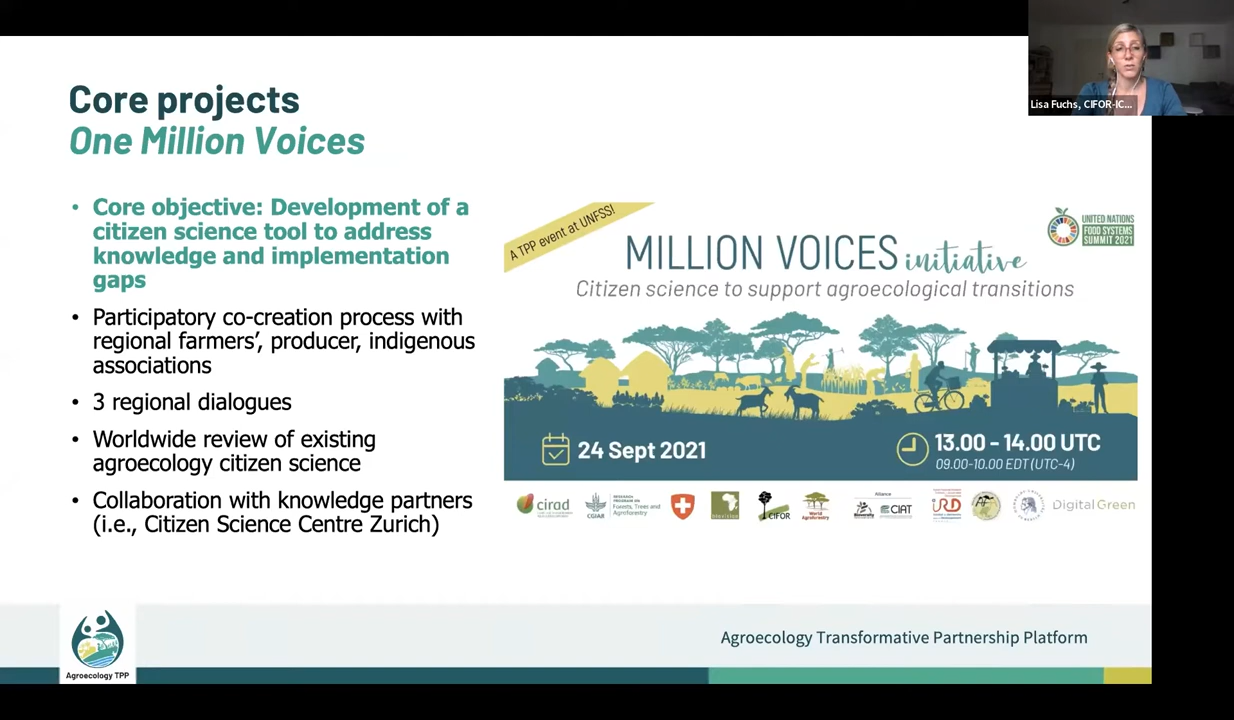 Core projects
One Million Voices
• Core objective: Development of a
citizen science tool to address
knowledge and implementation
gaps
• Participatory co-creation process with
regional farmers’, producer, indigenous
associations
• 3 regional dialogues
• Worldwide review of existing
agroecology citizen science
• Collaboration with knowledge partners
(i.e., Citizen Science Centre Zurich)
Lisa Fuchs, CIFOR-IC...
A TPP event at UNFSS!
UNITED NATIONS
FOOD SYSTEMS
SUMMIT 2021
MILLION VOICES initiative
Citizen science to support agroecological transitions
24 Sept 2021
13.00 - 14.00 UTC
09.00-10.00 EDT (UTC-4)
cirad
CGIAR
RESEARCH
PROGRAM ON
Forests, Trees and
Agroforestry
biovision
CIFOR
World
Agroforestry
Alliance
Bioversity
CIAT
IRD
Digital Green
Agroecology Transformative Partnership Platform
Agroecology TPP